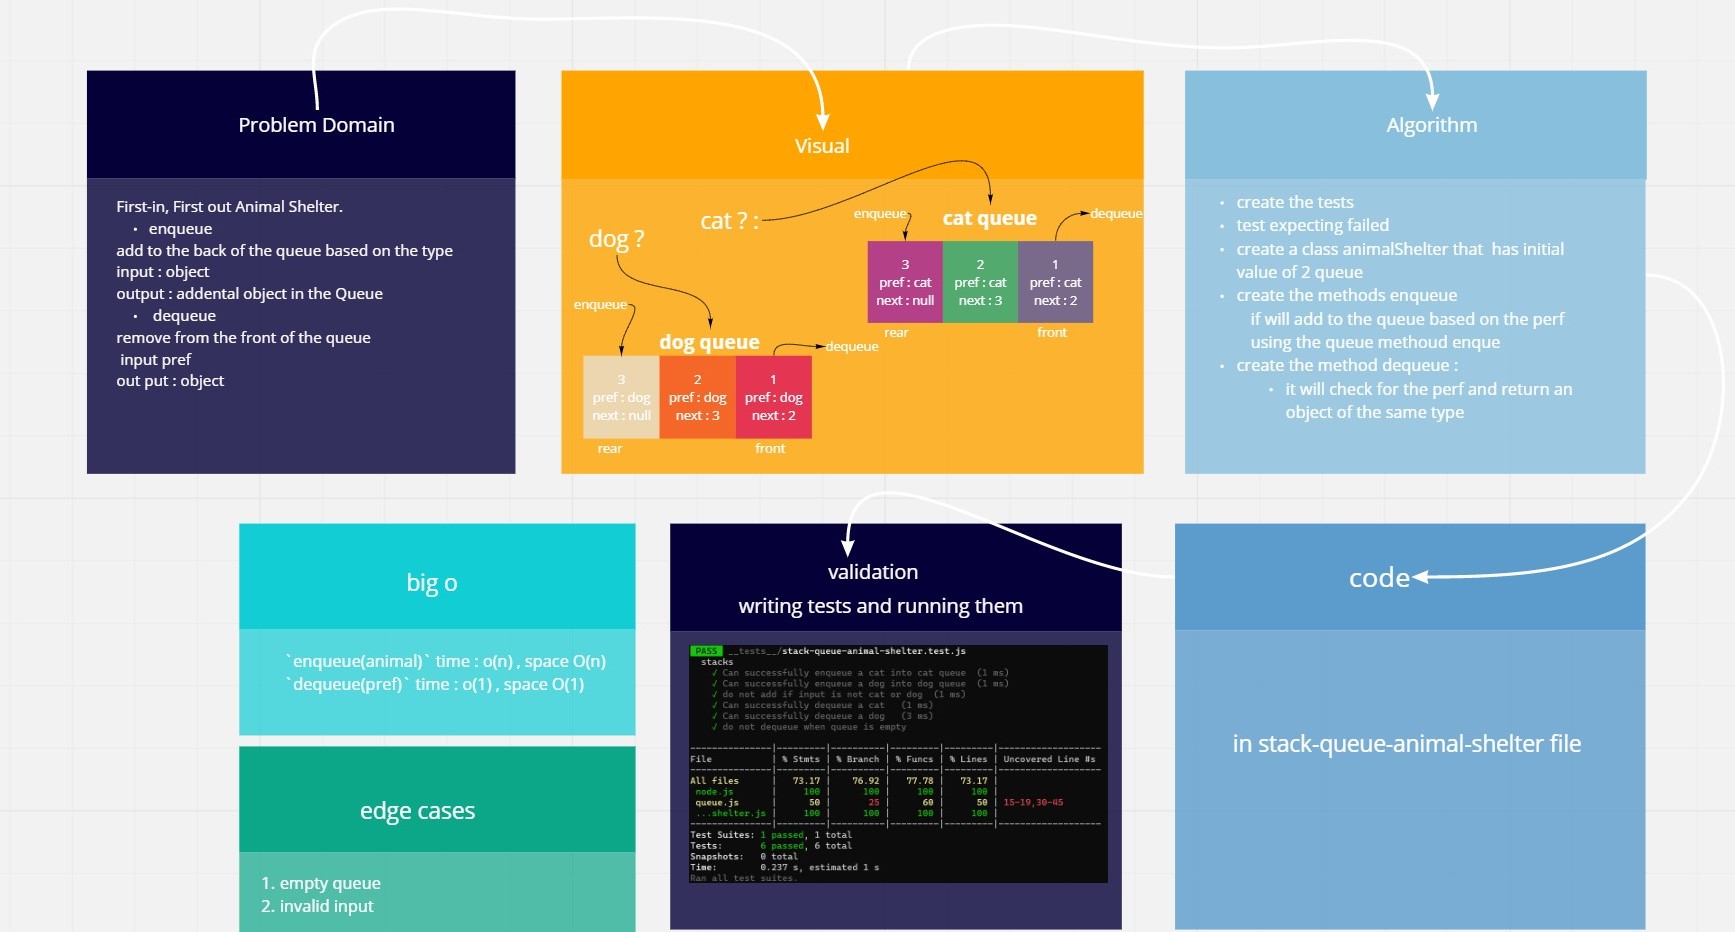 Problem Domain
First-in, First out Animal Shelter.
• enqueue
add to the back of the queue based on the type
input : object
output : addental object in the Queue
• dequeue
remove from the front of the queue
input pref
out put : object
Visual
cat ? :
dog ?
enqueue
cat queue
dequeue
3
pref : cat
next : null
2
pref : cat
next : 3
1
pref : cat
next : 2
rear
front
enqueue
dog queue
dequeue
3
pref : dog
next : null
2
pref : dog
next : 3
1
pref : dog
next : 2
rear
front
Algorithm
• create the tests
• test expecting failed
• create a class animalShelter that has initial
value of 2 queue
• create the methods enqueue
if will add to the queue based on the perf
using the queue methoud enque
• create the method dequeue :
• it will check for the perf and return an
object of the same type
big o
`enqueue(animal)` time : o(n) , space O(n)
`dequeue(pref)` time : o(1) , space O(1)
edge cases
1. empty queue
2. invalid input
validation
writing tests and running them
PASS __tests__/stack-queue-animal-shelter.test.js
stacks
√ Can successfully enqueue a cat into cat queue (1 ms)
√ Can successfully enqueue a dog into dog queue (1 ms)
√ do not add if input is not cat or dog (1 ms)
√ Can successfully dequeue a cat (1 ms)
√ Can successfully dequeue a dog (3 ms)
√ do not dequeue when queue is empty
File | % Stmts | % Branch | % Funcs | % Lines | Uncovered Line #s
All files | 73.17 | 76.92 | 77.78 | 73.17 |
node.js | 100 | 100 | 100 | 100 |
queue.js | 50 | 25 | 60 | 50 | 15-19,30-45
...shelter.js | 100 | 100 | 100 | 100 |
Test Suites: 1 passed, 1 total
Tests: 6 passed, 6 total
Snapshots: 0 total
Time: 0.237 s, estimated 1 s
Ran all test suites.
code
in stack-queue-animal-shelter file